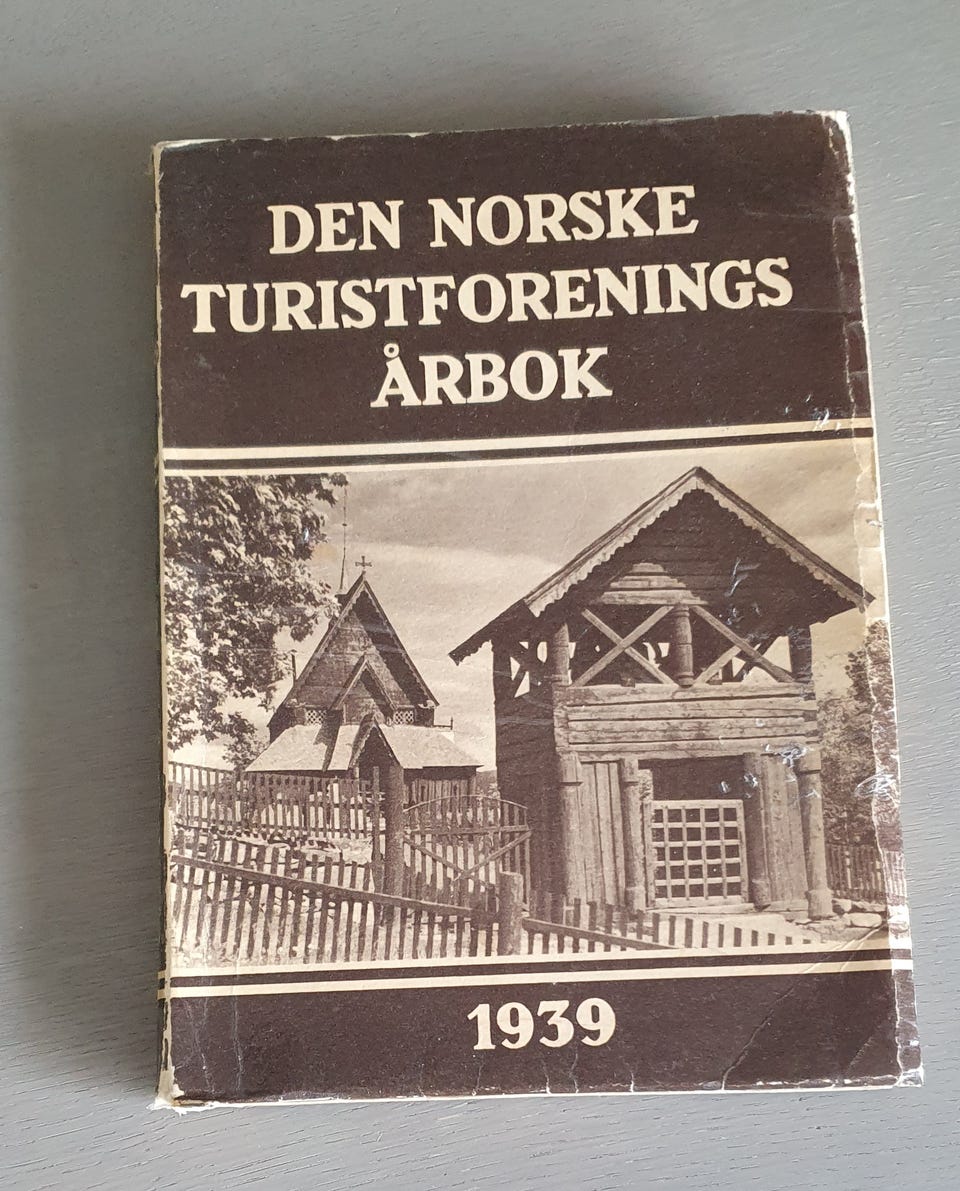 DEN NORSKE
TURISTFORENINGS
ÅRBOK
1939